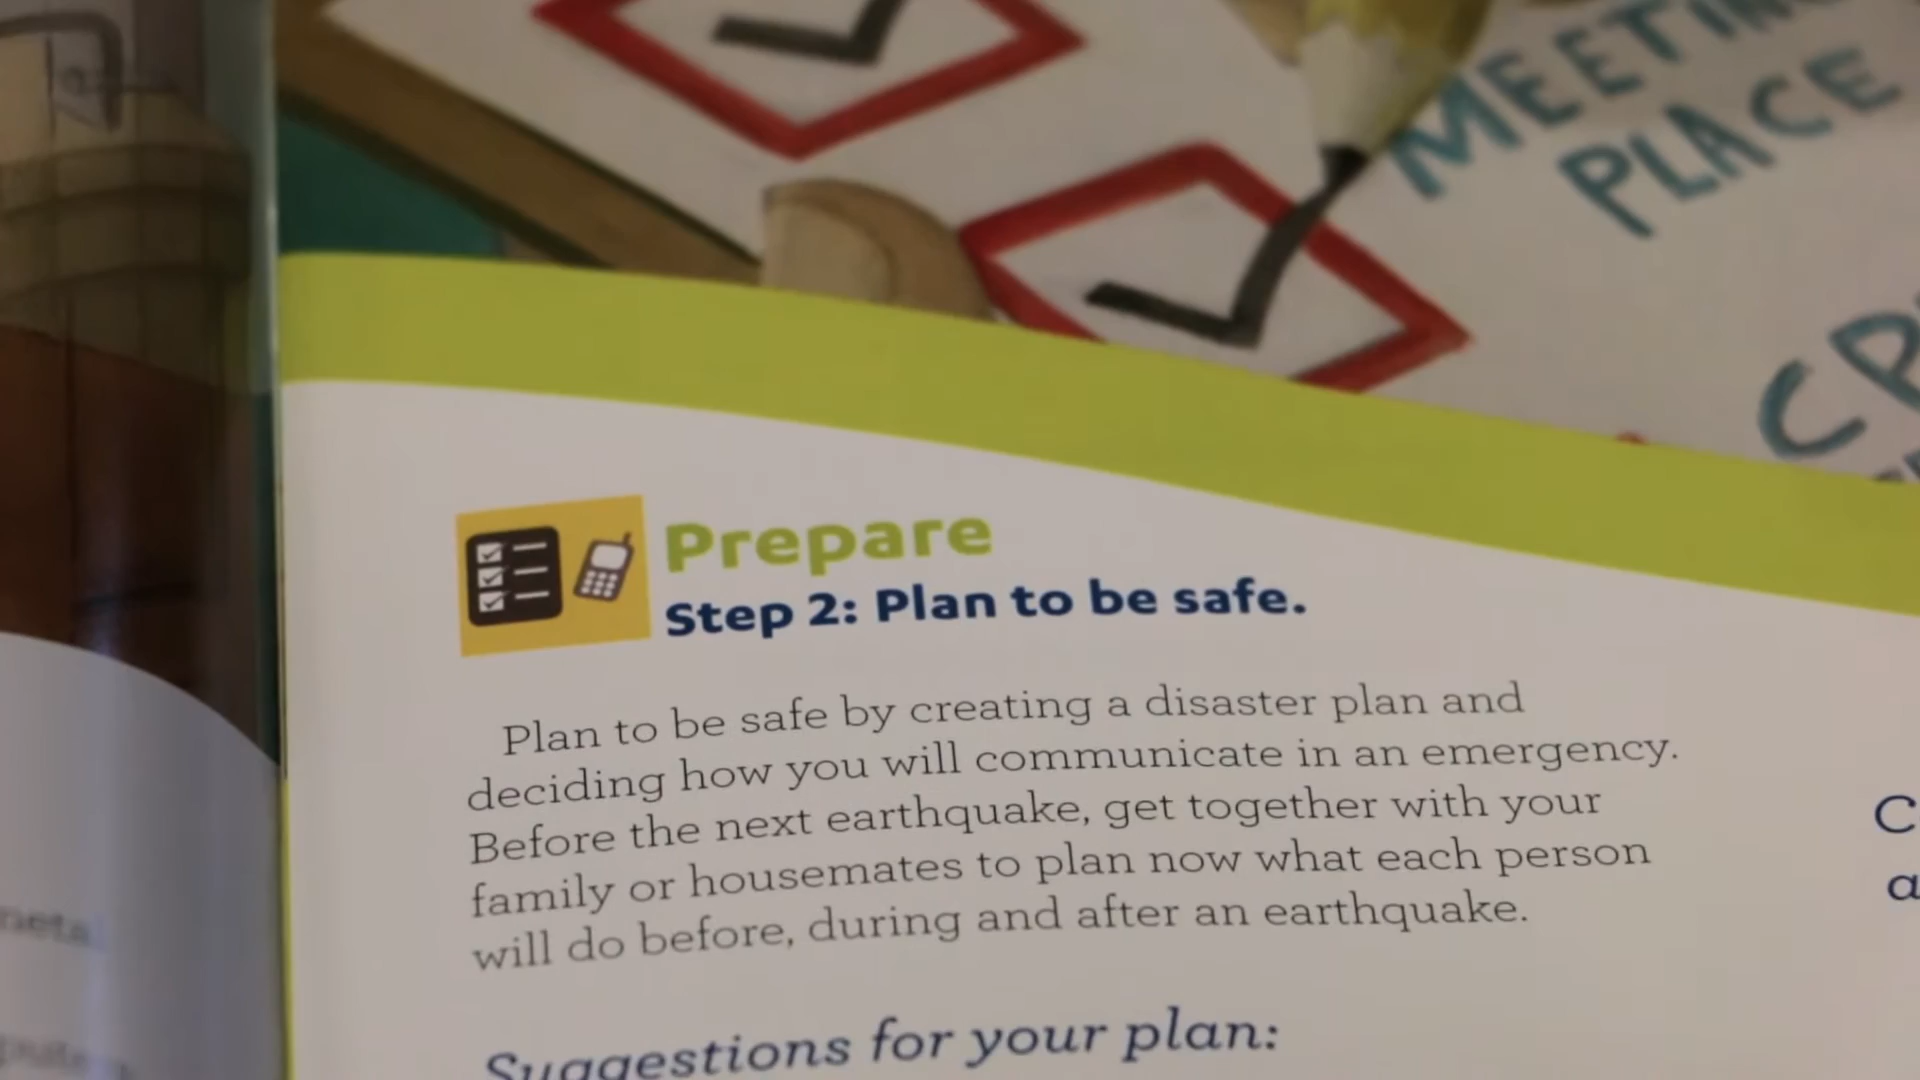 MEETING
PLACE
Prepare
Step 2: Plan to be safe.
Plan to be safe by creating a disaster plan and
deciding how you will communicate in an emergency.
Before the next earthquake, get together with your
family or housemates to plan now what each person
will do before, during and after an earthquake.
Suggestions for your plan: